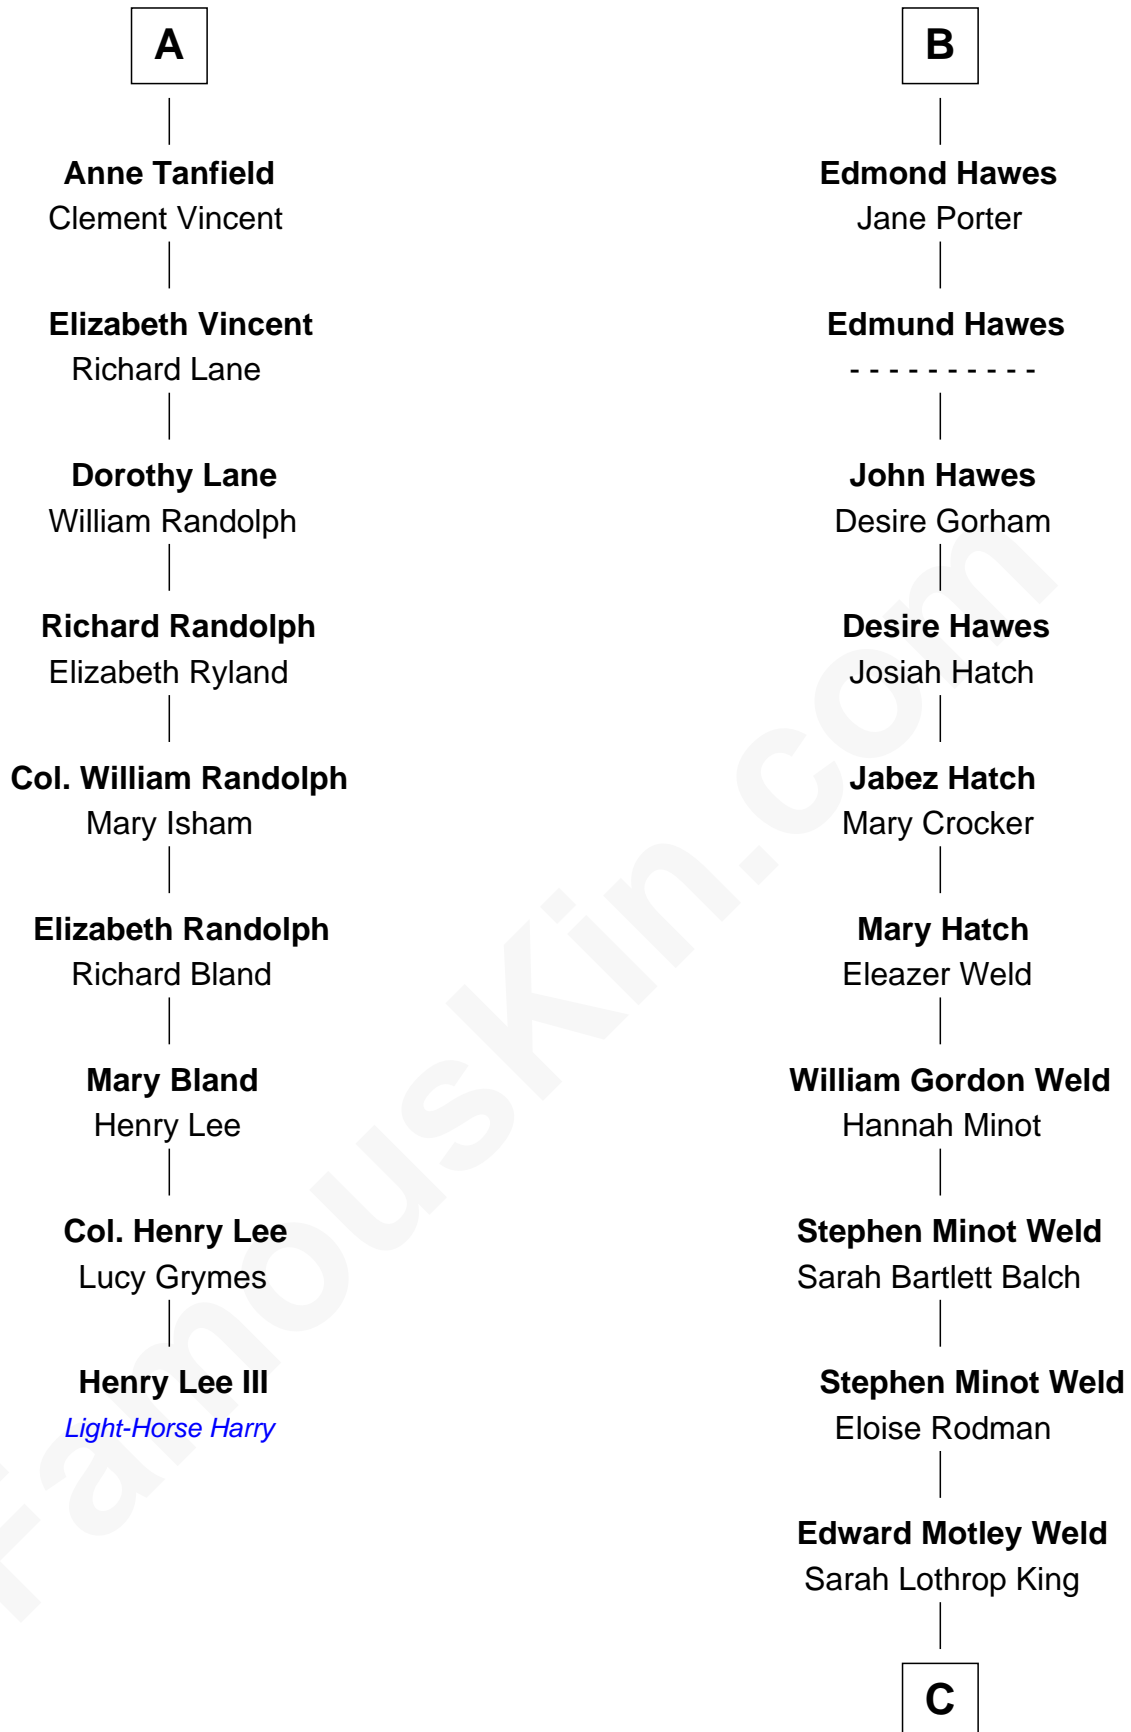 A
Anne Tanfield
Clement Vincent
Elizabeth Vincent
Richard Lane
Dorothy Lane
William Randolph
Richard Randolph
Elizabeth Ryland
Col. William Randolph
Mary Isham
Elizabeth Randolph
Richard Bland
Mary Bland
Henry Lee
Col. Henry Lee
Lucy Grymes
Henry Lee III
Light-Horse Harry
B
Edmond Hawes
Jane Porter
Edmund Hawes
- - - - - - - - - -
John Hawes
Desire Gorham
Desire Hawes
Josiah Hatch
Jabez Hatch
Mary Crocker
Mary Hatch
Eleazer Weld
William Gordon Weld
Hannah Minot
Stephen Minot Weld
Sarah Bartlett Balch
Stephen Minot Weld
Eloise Rodman
Edward Motley Weld
Sarah Lothrop King
C
FamousKin.com